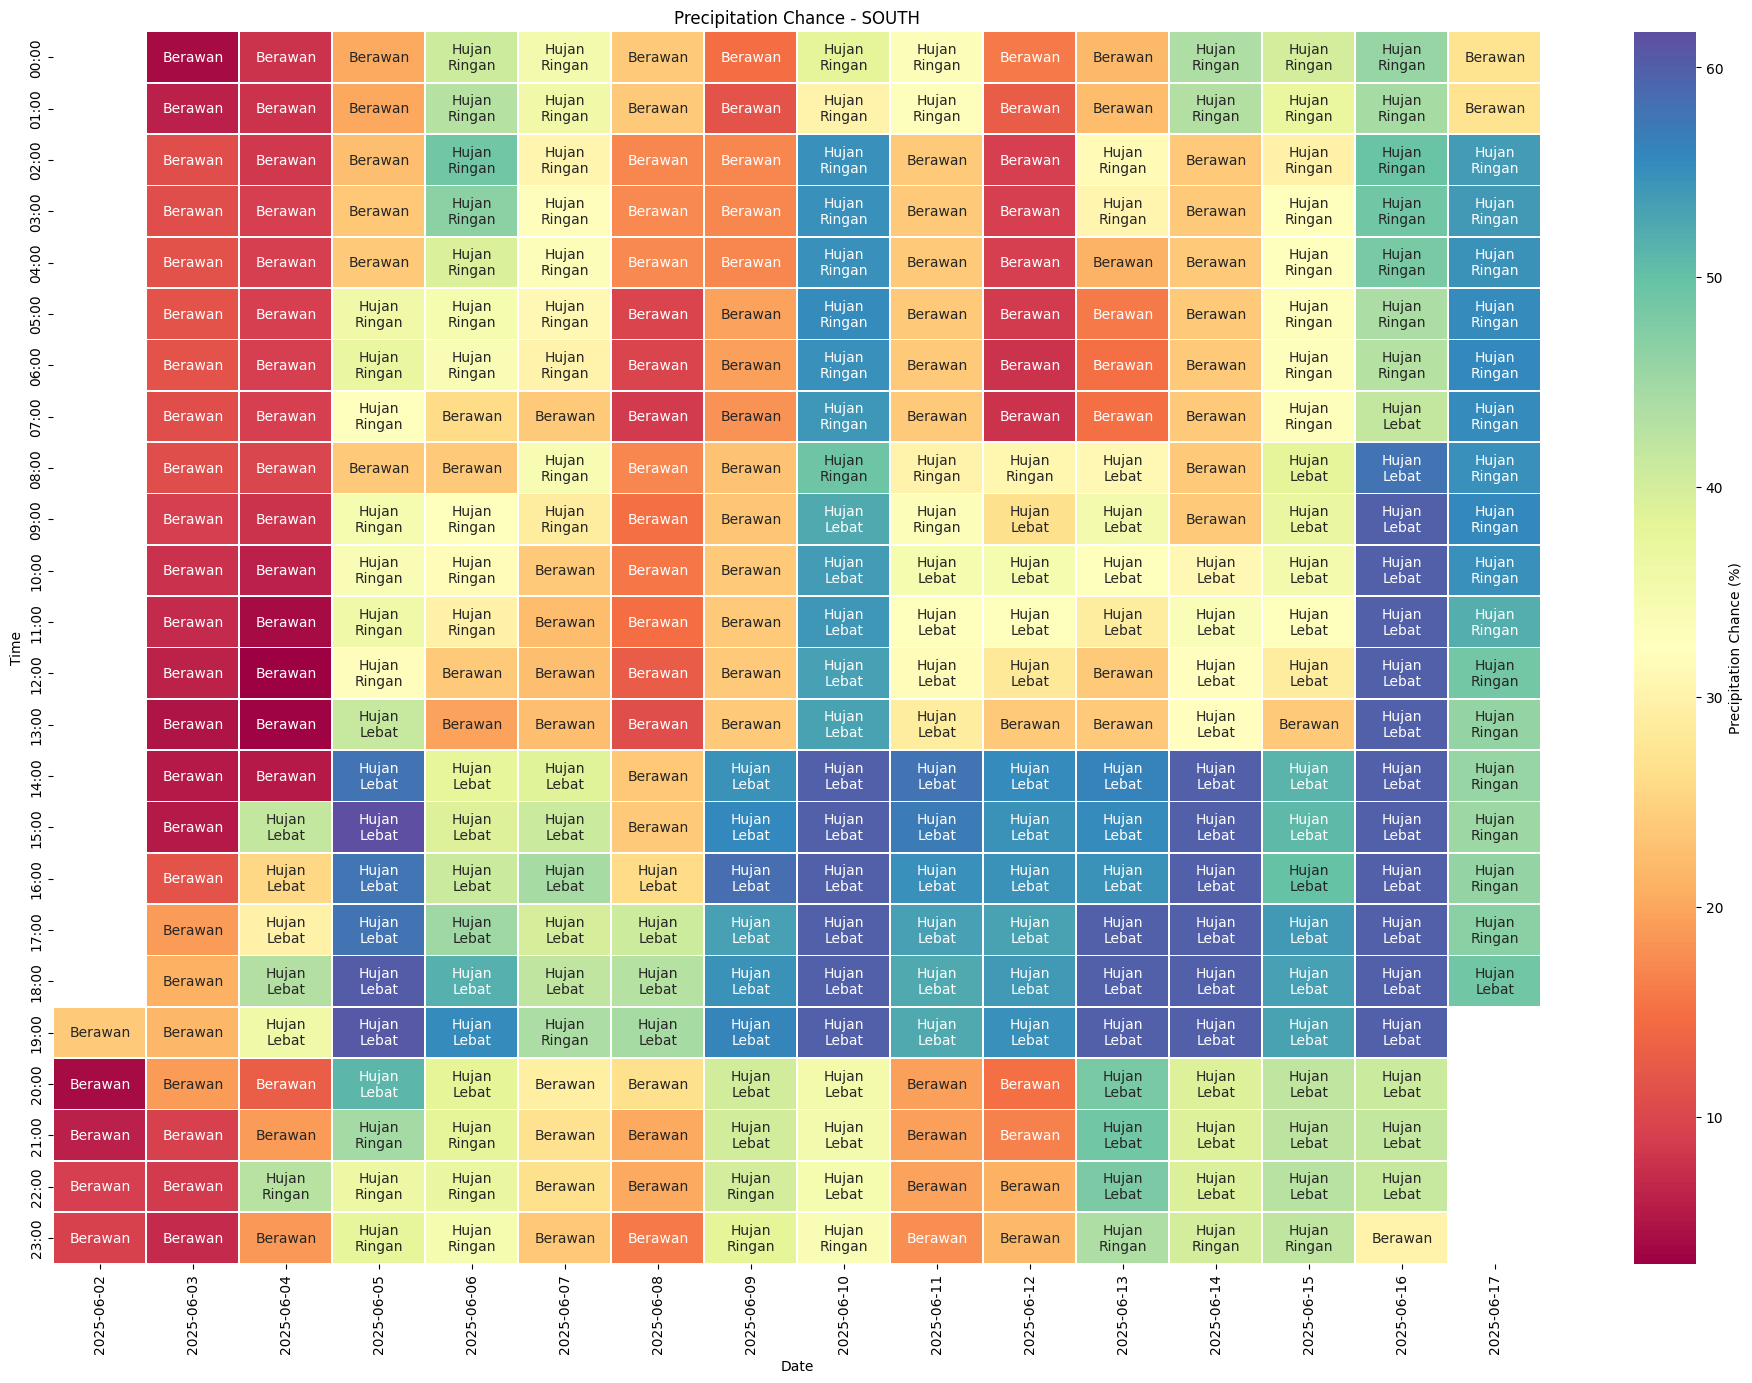 Precipitation Chance - SOUTH
Time
00:00 Berawan Berawan Berawan Hujan Ringan Hujan Ringan Berawan Berawan Hujan Ringan Hujan Ringan Berawan Berawan Hujan Ringan Hujan Ringan Hujan Ringan Berawan
01:00 Berawan Berawan Berawan Hujan Ringan Hujan Ringan Berawan Berawan Hujan Ringan Hujan Ringan Berawan Berawan Hujan Ringan Hujan Ringan Hujan Ringan Berawan
02:00 Berawan Berawan Berawan Hujan Ringan Hujan Ringan Berawan Berawan Hujan Ringan Berawan Berawan Hujan Ringan Berawan Hujan Ringan Hujan Ringan Hujan Ringan
03:00 Berawan Berawan Berawan Hujan Ringan Hujan Ringan Berawan Berawan Hujan Ringan Berawan Berawan Hujan Ringan Berawan Hujan Ringan Hujan Ringan Hujan Ringan
04:00 Berawan Berawan Berawan Hujan Ringan Hujan Ringan Berawan Berawan Hujan Ringan Berawan Berawan Berawan Berawan Hujan Ringan Hujan Ringan Hujan Ringan
05:00 Berawan Berawan Hujan Ringan Hujan Ringan Hujan Ringan Berawan Berawan Hujan Ringan Berawan Berawan Berawan Berawan Hujan Ringan Hujan Ringan Hujan Ringan
06:00 Berawan Berawan Hujan Ringan Hujan Ringan Hujan Ringan Berawan Berawan Hujan Ringan Berawan Berawan Berawan Berawan Hujan Ringan Hujan Ringan Hujan Ringan
07:00 Berawan Berawan Hujan Ringan Berawan Berawan Berawan Berawan Hujan Ringan Berawan Berawan Berawan Berawan Hujan Ringan Hujan Lebat Hujan Ringan
08:00 Berawan Berawan Berawan Berawan Hujan Ringan Berawan Berawan Hujan Ringan Hujan Ringan Hujan Ringan Hujan Lebat Berawan Hujan Lebat Hujan Lebat Hujan Ringan
09:00 Berawan Berawan Hujan Ringan Hujan Ringan Hujan Ringan Berawan Berawan Hujan Lebat Hujan Ringan Hujan Lebat Hujan Lebat Berawan Hujan Lebat Hujan Lebat Hujan Ringan
10:00 Berawan Berawan Hujan Ringan Hujan Ringan Berawan Berawan Berawan Hujan Lebat Hujan Lebat Hujan Lebat Hujan Lebat Hujan Lebat Hujan Lebat Hujan Lebat Hujan Ringan
11:00 Berawan Berawan Hujan Ringan Hujan Ringan Berawan Berawan Berawan Hujan Lebat Hujan Lebat Hujan Lebat Hujan Lebat Hujan Lebat Hujan Lebat Hujan Lebat Hujan Ringan
12:00 Berawan Berawan Hujan Ringan Berawan Berawan Berawan Berawan Hujan Lebat Hujan Lebat Hujan Lebat Berawan Hujan Lebat Hujan Lebat Hujan Lebat Hujan Ringan
13:00 Berawan Berawan Hujan Lebat Berawan Berawan Berawan Berawan Hujan Lebat Hujan Lebat Berawan Berawan Hujan Lebat Berawan Hujan Lebat Hujan Ringan
14:00 Berawan Berawan Hujan Lebat Hujan Lebat Hujan Lebat Berawan Hujan Lebat Hujan Lebat Hujan Lebat Hujan Lebat Hujan Lebat Hujan Lebat Hujan Lebat Hujan Lebat Hujan Ringan
15:00 Berawan Hujan Lebat Hujan Lebat Hujan Lebat Hujan Lebat Berawan Hujan Lebat Hujan Lebat Hujan Lebat Hujan Lebat Hujan Lebat Hujan Lebat Hujan Lebat Hujan Lebat Hujan Ringan
16:00 Berawan Hujan Lebat Hujan Lebat Hujan Lebat Hujan Lebat Hujan Lebat Hujan Lebat Hujan Lebat Hujan Lebat Hujan Lebat Hujan Lebat Hujan Lebat Hujan Lebat Hujan Lebat Hujan Ringan
17:00 Berawan Hujan Lebat Hujan Lebat Hujan Lebat Hujan Lebat Hujan Lebat Hujan Lebat Hujan Lebat Hujan Lebat Hujan Lebat Hujan Lebat Hujan Lebat Hujan Lebat Hujan Lebat Hujan Ringan
18:00 Berawan Hujan Lebat Hujan Lebat Hujan Lebat Hujan Lebat Hujan Lebat Hujan Lebat Hujan Lebat Hujan Lebat Hujan Lebat Hujan Lebat Hujan Lebat Hujan Lebat Hujan Lebat Hujan Lebat
19:00 Berawan Berawan Hujan Lebat Hujan Lebat Hujan Lebat Hujan Ringan Hujan Lebat Hujan Lebat Hujan Lebat Hujan Lebat Hujan Lebat Hujan Lebat Hujan Lebat Hujan Lebat Hujan Lebat
20:00 Berawan Berawan Berawan Hujan Lebat Hujan Lebat Berawan Berawan Hujan Lebat Hujan Lebat Berawan Berawan Hujan Lebat Hujan Lebat Hujan Lebat Hujan Lebat
21:00 Berawan Berawan Berawan Hujan Ringan Hujan Ringan Berawan Berawan Hujan Lebat Hujan Lebat Berawan Berawan Hujan Lebat Hujan Lebat Hujan Lebat Hujan Lebat
22:00 Berawan Berawan Hujan Ringan Hujan Ringan Hujan Ringan Berawan Berawan Hujan Ringan Hujan Lebat Berawan Berawan Hujan Lebat Hujan Lebat Hujan Lebat Hujan Lebat
23:00 Berawan Berawan Berawan Hujan Ringan Hujan Ringan Berawan Berawan Hujan Ringan Hujan Ringan Berawan Berawan Hujan Ringan Hujan Ringan Hujan Ringan Berawan
2025-06-02 2025-06-03 2025-06-04 2025-06-05 2025-06-06 2025-06-07 2025-06-08 2025-06-09 2025-06-10 2025-06-11 2025-06-12 2025-06-13 2025-06-14 2025-06-15 2025-06-16 2025-06-17
Date
60
50
40
30
20
10
Precipitation Chance (%)